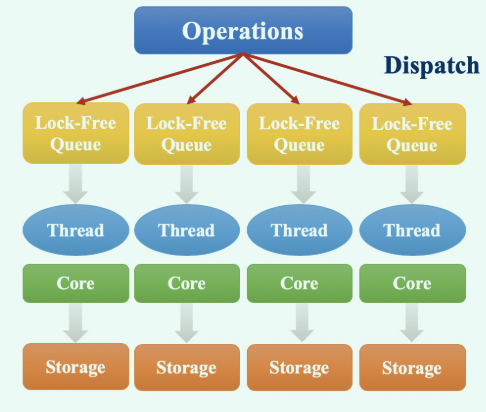 Operations
Dispatch
Lock-Free Queue
Lock-Free Queue
Lock-Free Queue
Lock-Free Queue
Thread
Thread
Thread
Thread
Core
Core
Core
Core
Storage
Storage
Storage
Storage